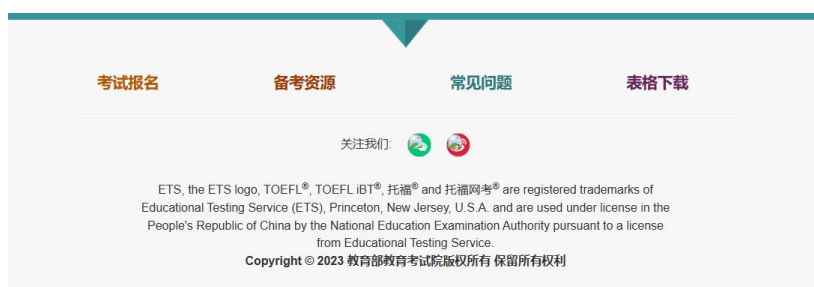 考试报名 备考资源 常见问题 表格下载
关注我们:
ETS, the ETS logo, TOEFL®, TOEFL iBT®, 托福® and 托福网考® are registered trademarks of
Educational Testing Service (ETS), Princeton, New Jersey, U.S.A. and are used under license in the
People's Republic of China by the National Education Examination Authority pursuant to a license
from Educational Testing Service.
Copyright © 2023 教育部教育考试院版权所有 保留所有权利